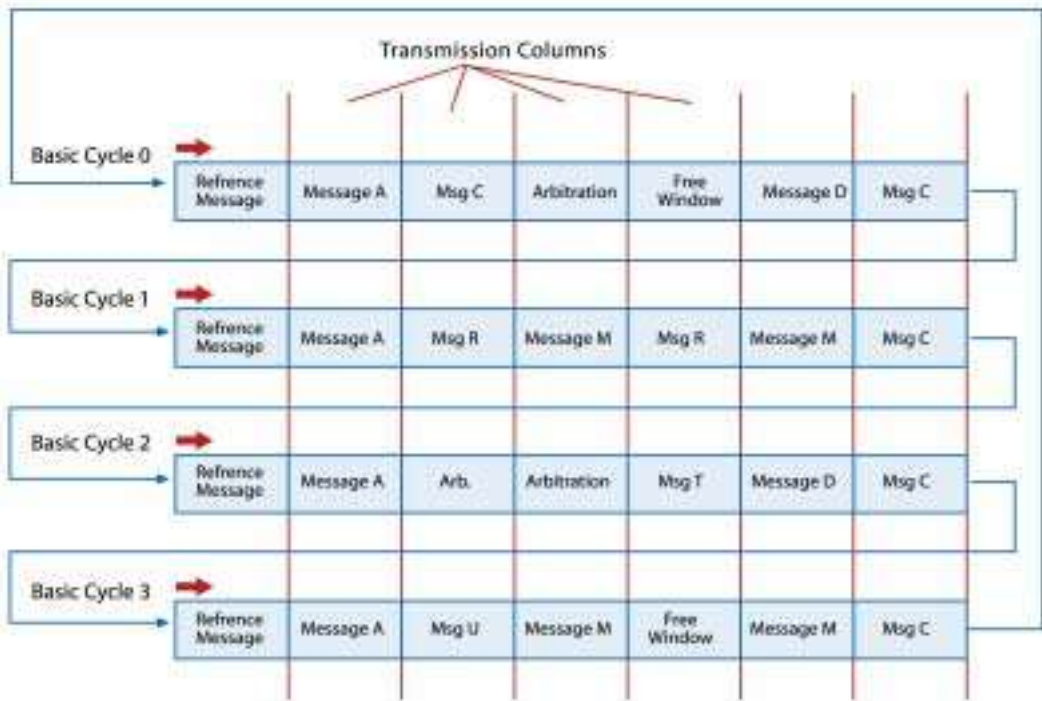 Transmission Columns
Basic Cycle 0
Refrence
Message
Message A
Msg C
Arbitration
Free
Window
Message D
Msg C
Basic Cycle 1
Refrence
Message
Message A
Msg R
Message M
Msg R
Message M
Msg C
Basic Cycle 2
Refrence
Message
Message A
Arb.
Arbitration
Msg T
Message D
Msg C
Basic Cycle 3
Refrence
Message
Message A
Msg U
Message M
Free
Window
Message M
Msg C